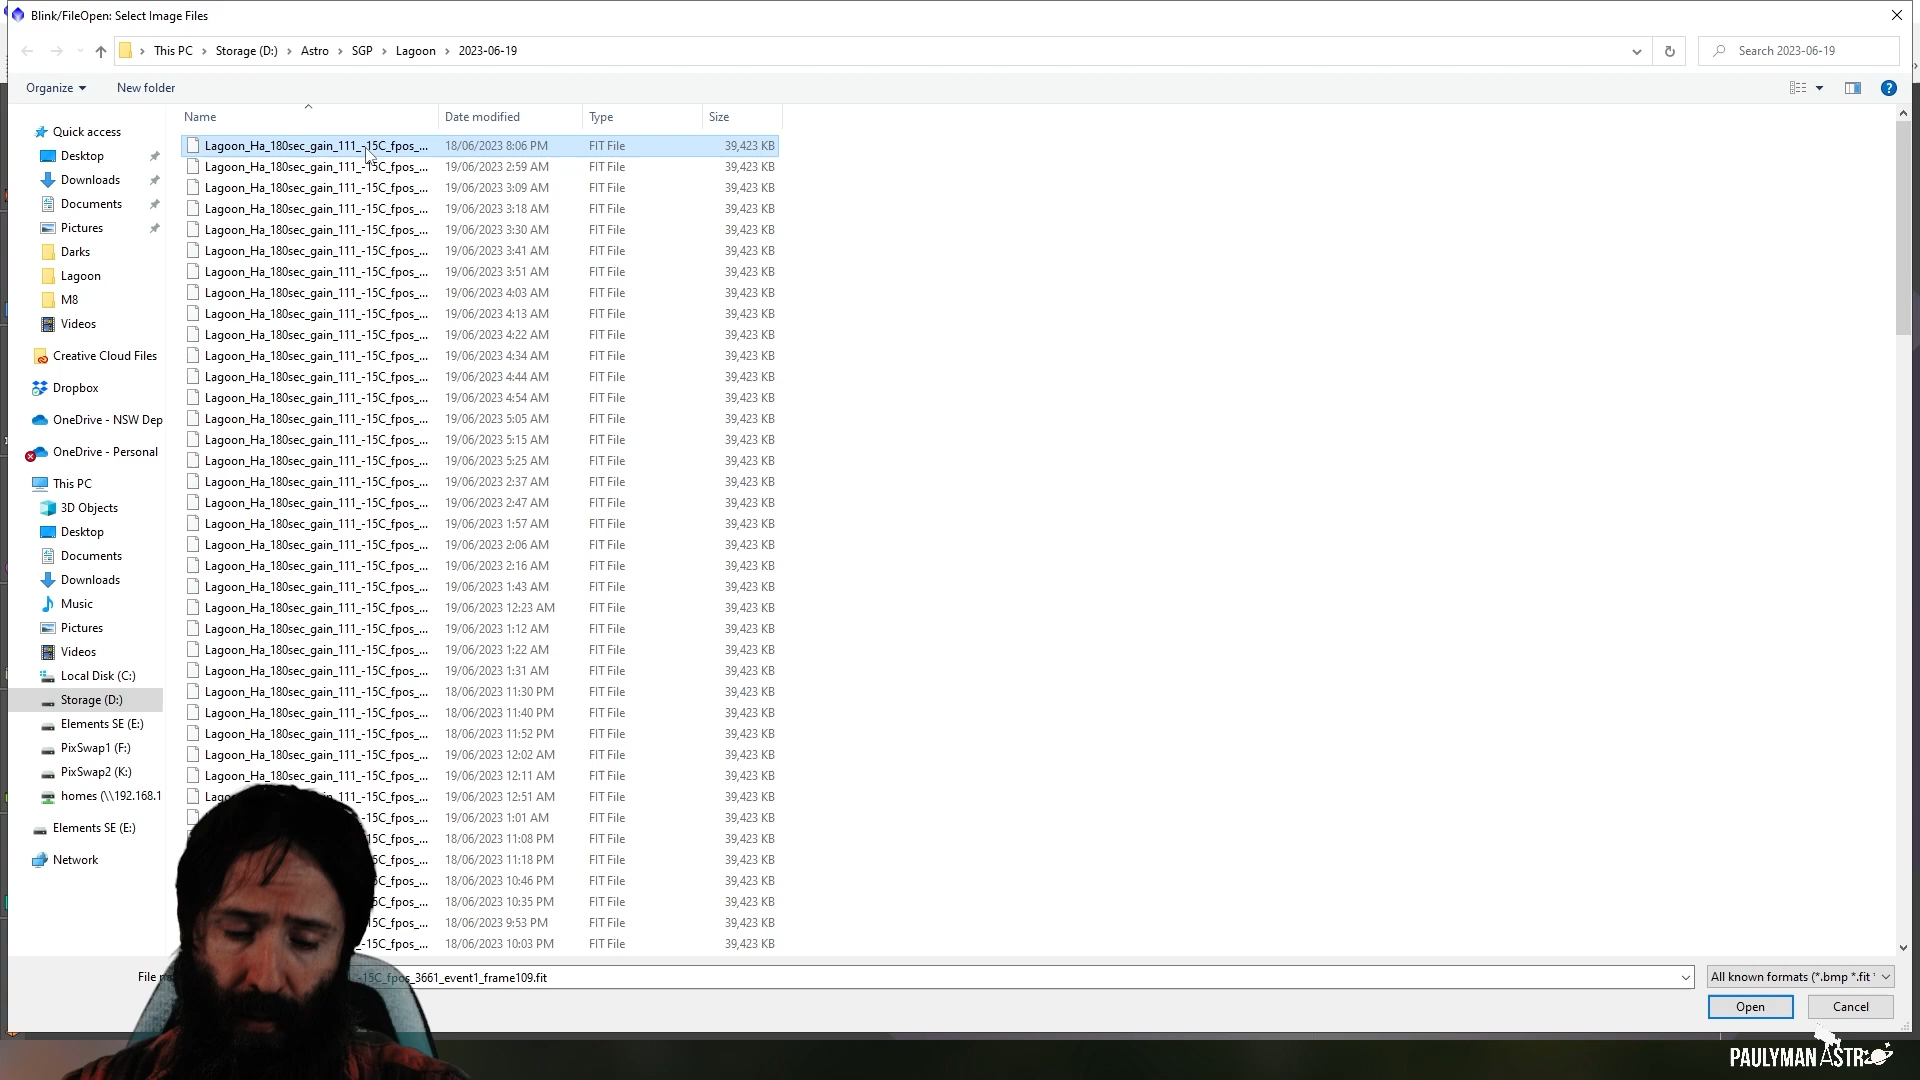 Blink/FileOpen: Select Image Files
This PC > Storage (D:) > Astro > SGP > Lagoon > 2023-06-19
Search 2023-06-19
Organize
New folder
Name Date modified Type Size
Quick access
Desktop
Downloads
Documents
Pictures
Darks
Lagoon
M8
Videos
Creative Cloud Files
Dropbox
OneDrive - NSW Dep
OneDrive - Personal
This PC
3D Objects
Desktop
Documents
Downloads
Music
Pictures
Videos
Local Disk (C:)
Storage (D:)
Elements SE (E:)
PixSwap1 (F:)
PixSwap2 (K:)
homes (\\192.168.1
Elements SE (E:)
Network
Lagoon_Ha_180sec_gain_111_-15C_fpos_... 18/06/2023 8:06 PM FIT File 39,423 KB
Lagoon_Ha_180sec_gain_111_-15C_fpos_... 19/06/2023 2:59 AM FIT File 39,423 KB
Lagoon_Ha_180sec_gain_111_-15C_fpos_... 19/06/2023 3:09 AM FIT File 39,423 KB
Lagoon_Ha_180sec_gain_111_-15C_fpos_... 19/06/2023 3:18 AM FIT File 39,423 KB
Lagoon_Ha_180sec_gain_111_-15C_fpos_... 19/06/2023 3:30 AM FIT File 39,423 KB
Lagoon_Ha_180sec_gain_111_-15C_fpos_... 19/06/2023 3:41 AM FIT File 39,423 KB
Lagoon_Ha_180sec_gain_111_-15C_fpos_... 19/06/2023 3:51 AM FIT File 39,423 KB
Lagoon_Ha_180sec_gain_111_-15C_fpos_... 19/06/2023 4:03 AM FIT File 39,423 KB
Lagoon_Ha_180sec_gain_111_-15C_fpos_... 19/06/2023 4:13 AM FIT File 39,423 KB
Lagoon_Ha_180sec_gain_111_-15C_fpos_... 19/06/2023 4:22 AM FIT File 39,423 KB
Lagoon_Ha_180sec_gain_111_-15C_fpos_... 19/06/2023 4:34 AM FIT File 39,423 KB
Lagoon_Ha_180sec_gain_111_-15C_fpos_... 19/06/2023 4:44 AM FIT File 39,423 KB
Lagoon_Ha_180sec_gain_111_-15C_fpos_... 19/06/2023 4:54 AM FIT File 39,423 KB
Lagoon_Ha_180sec_gain_111_-15C_fpos_... 19/06/2023 5:05 AM FIT File 39,423 KB
Lagoon_Ha_180sec_gain_111_-15C_fpos_... 19/06/2023 5:15 AM FIT File 39,423 KB
Lagoon_Ha_180sec_gain_111_-15C_fpos_... 19/06/2023 5:25 AM FIT File 39,423 KB
Lagoon_Ha_180sec_gain_111_-15C_fpos_... 19/06/2023 2:37 AM FIT File 39,423 KB
Lagoon_Ha_180sec_gain_111_-15C_fpos_... 19/06/2023 2:47 AM FIT File 39,423 KB
Lagoon_Ha_180sec_gain_111_-15C_fpos_... 19/06/2023 1:57 AM FIT File 39,423 KB
Lagoon_Ha_180sec_gain_111_-15C_fpos_... 19/06/2023 2:06 AM FIT File 39,423 KB
Lagoon_Ha_180sec_gain_111_-15C_fpos_... 19/06/2023 2:16 AM FIT File 39,423 KB
Lagoon_Ha_180sec_gain_111_-15C_fpos_... 19/06/2023 1:43 AM FIT File 39,423 KB
Lagoon_Ha_180sec_gain_111_-15C_fpos_... 19/06/2023 12:23 AM FIT File 39,423 KB
Lagoon_Ha_180sec_gain_111_-15C_fpos_... 19/06/2023 1:12 AM FIT File 39,423 KB
Lagoon_Ha_180sec_gain_111_-15C_fpos_... 19/06/2023 1:22 AM FIT File 39,423 KB
Lagoon_Ha_180sec_gain_111_-15C_fpos_... 19/06/2023 1:31 AM FIT File 39,423 KB
Lagoon_Ha_180sec_gain_111_-15C_fpos_... 18/06/2023 11:30 PM FIT File 39,423 KB
Lagoon_Ha_180sec_gain_111_-15C_fpos_... 18/06/2023 11:40 PM FIT File 39,423 KB
Lagoon_Ha_180sec_gain_111_-15C_fpos_... 18/06/2023 11:52 PM FIT File 39,423 KB
Lagoon_Ha_180sec_gain_111_-15C_fpos_... 19/06/2023 12:02 AM FIT File 39,423 KB
Lagoon_Ha_180sec_gain_111_-15C_fpos_... 19/06/2023 12:11 AM FIT File 39,423 KB
Lago n_111_-15C_fpos_... 19/06/2023 12:51 AM FIT File 39,423 KB
-15C_fpos_... 19/06/2023 1:01 AM FIT File 39,423 KB
15C_fpos_... 18/06/2023 11:08 PM FIT File 39,423 KB
5C_fpos_... 18/06/2023 11:18 PM FIT File 39,423 KB
5C_fpos_... 18/06/2023 10:46 PM FIT File 39,423 KB
5C_fpos_... 18/06/2023 10:35 PM FIT File 39,423 KB
15C_fpos_... 18/06/2023 9:53 PM FIT File 39,423 KB
-15C_fpos_... 18/06/2023 10:03 PM FIT File 39,423 KB
File n -15C_fpos_3661_event1_frame109.fit
All known formats (*.bmp *.fit *
Open
Cancel
PAULYMAN ASTRO